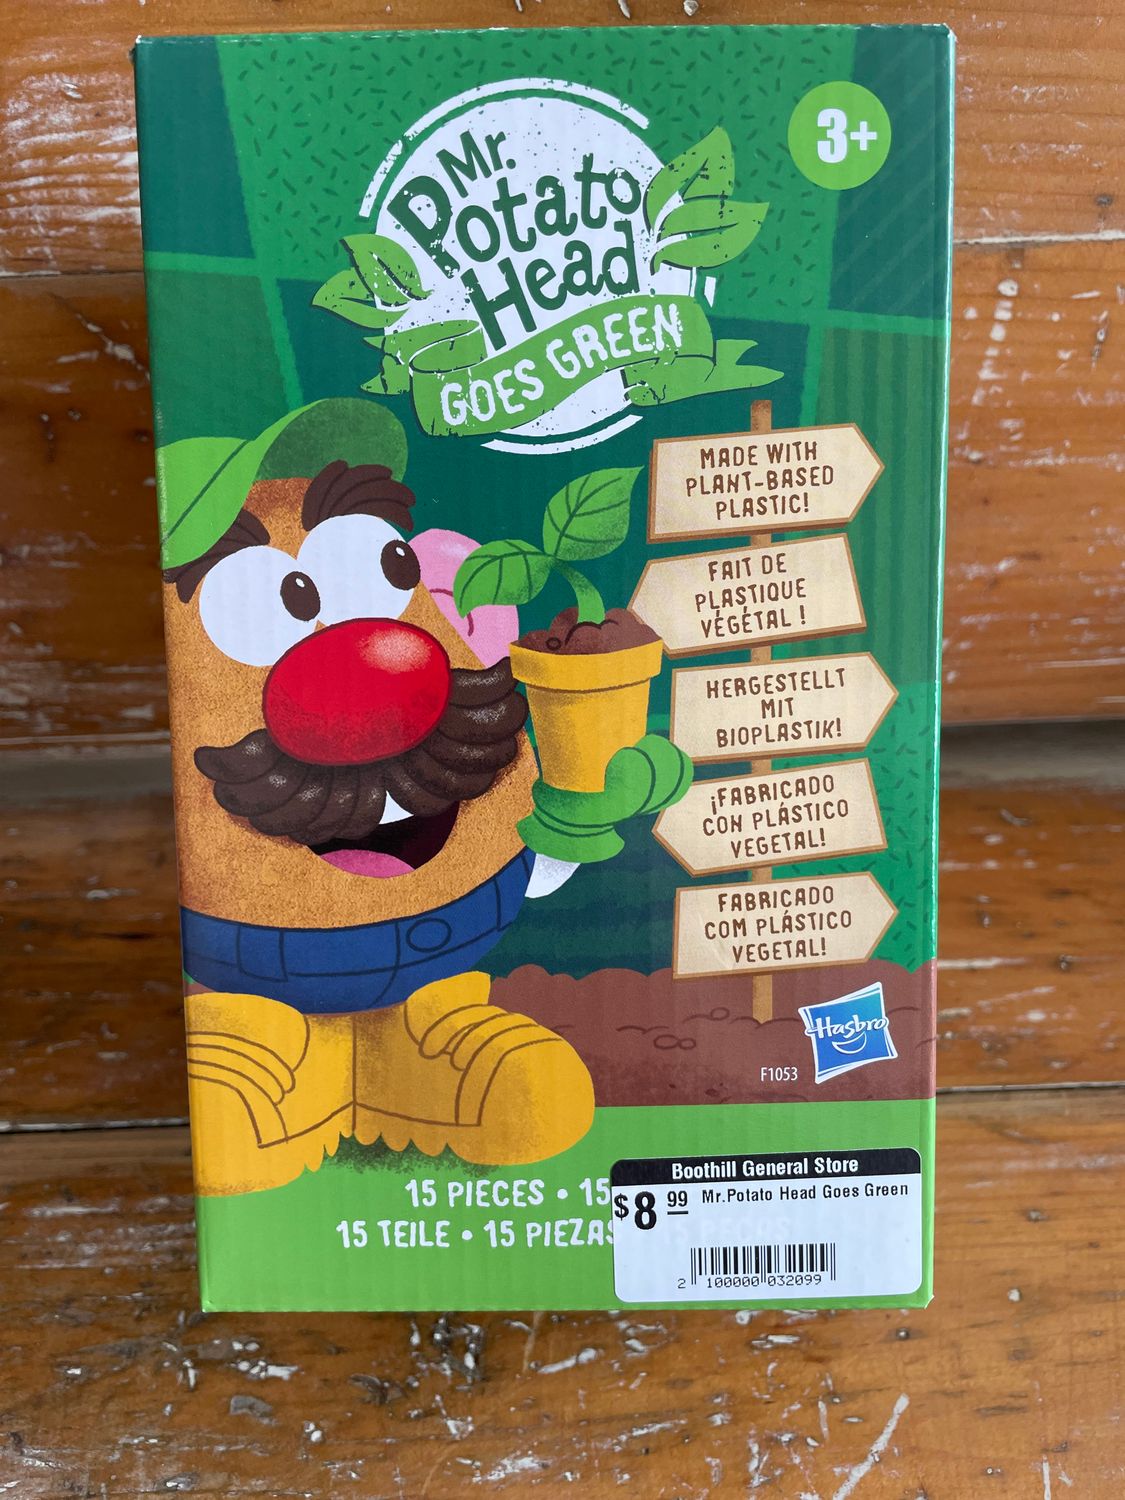 3+
Mr.
Potato
Head
GOES GREEN
MADE WITH
PLANT-BASED
PLASTIC!
FAIT DE
PLASTIQUE
VÉGÉTAL !
HERGESTELLT
MIT
BIOPLASTIK!
¡FABRICADO
CON PLÁSTICO
VEGETAL!
FABRICADO
COM PLÁSTICO
VEGETAL!
Hasbro
F1053
15 PIECES • 15
15 TEILE • 15 PIEZAS
Boothill General Store
$8 99 Mr.Potato Head Goes Green
2 100000 032099